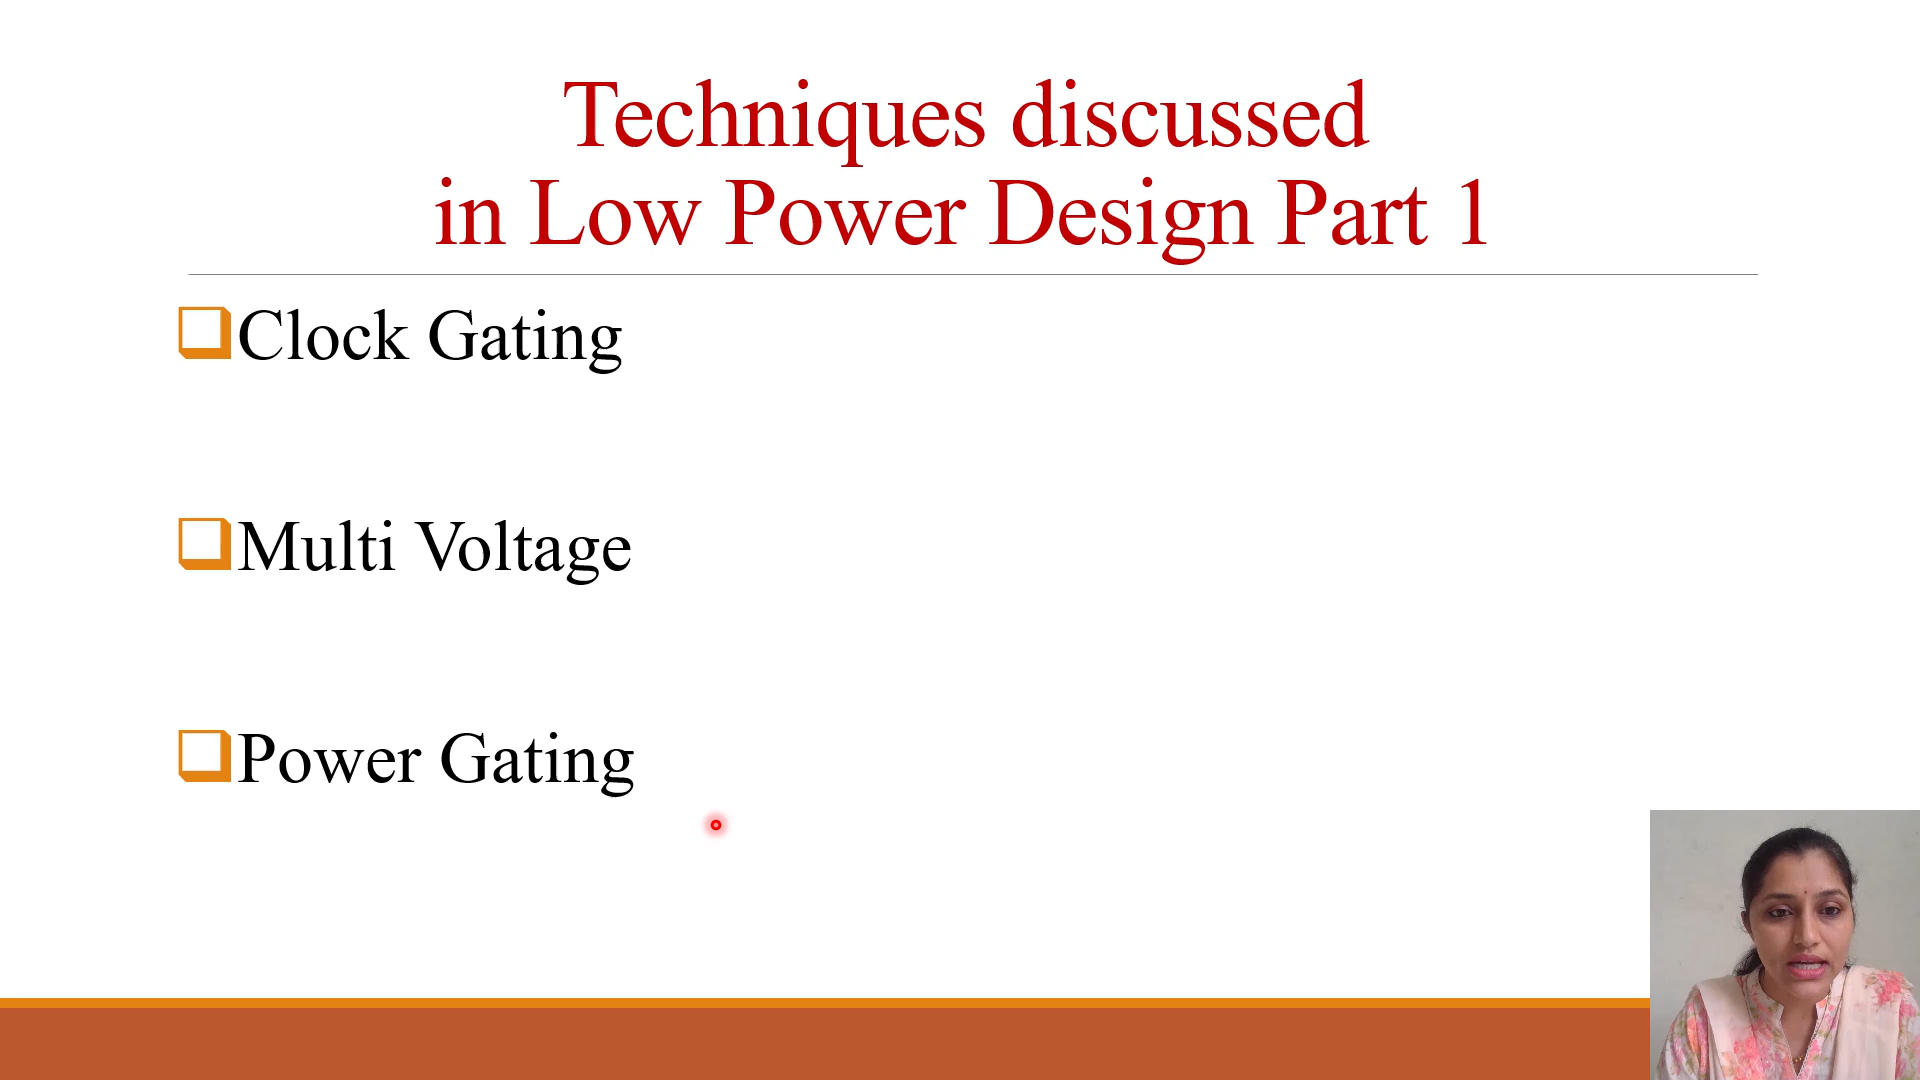 Techniques discussed
in Low Power Design Part 1
Clock Gating
Multi Voltage
Power Gating